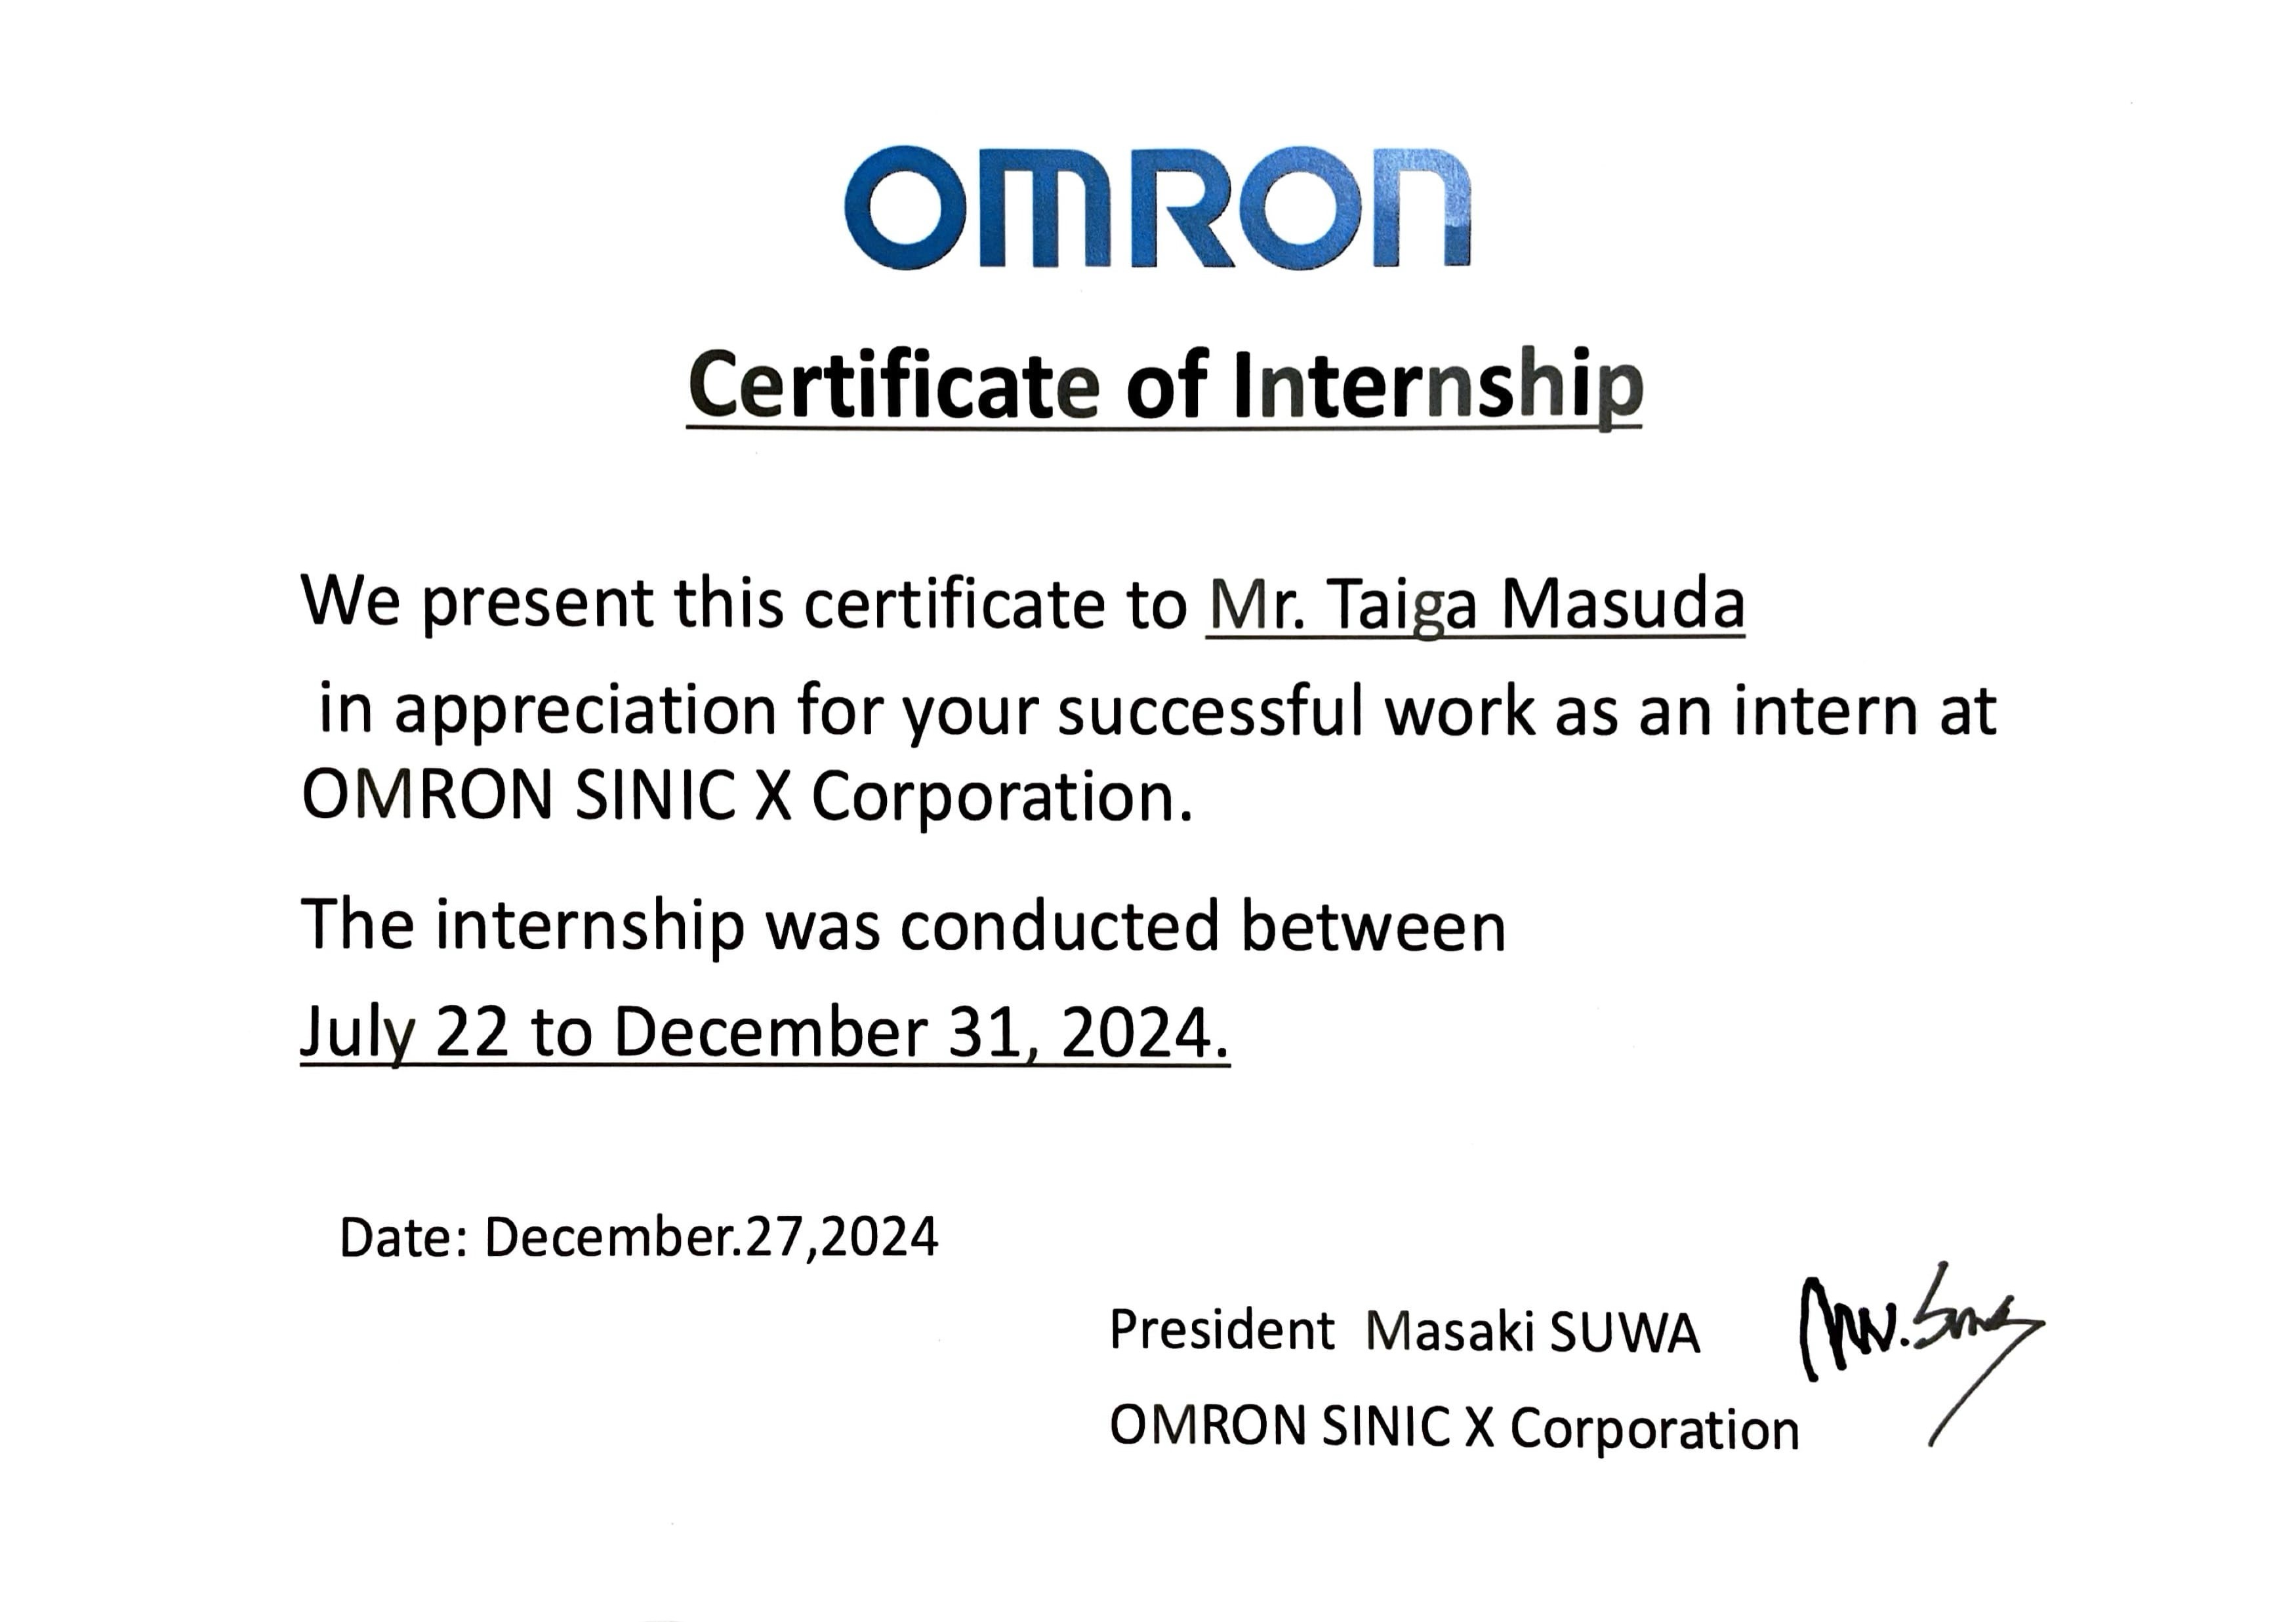 OMRON
Certificate of Internship
We present this certificate to Mr. Taiga Masuda
in appreciation for your successful work as an intern at
OMRON SINIC X Corporation.
The internship was conducted between
July 22 to December 31, 2024.
Date: December.27,2024
President Masaki SUWA
OMRON SINIC X Corporation